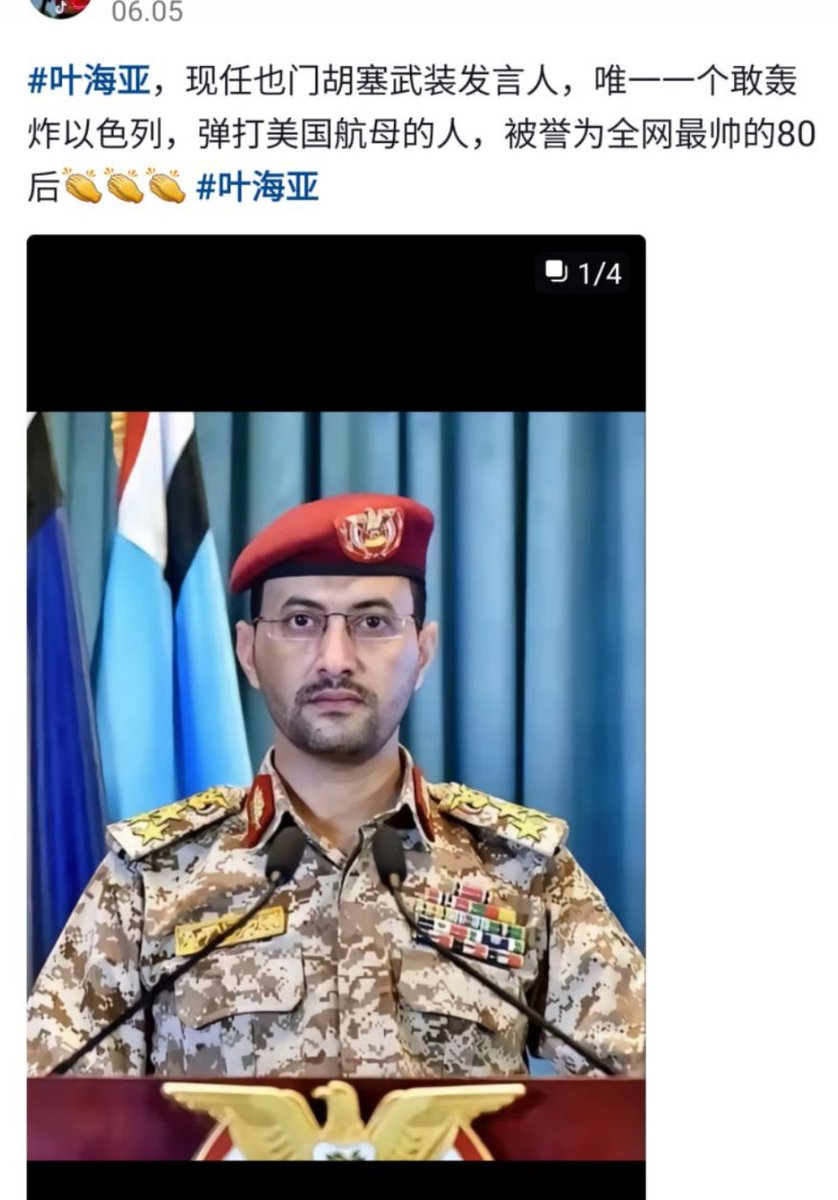 06.05
#叶海亚，现任也门胡塞武装发言人，唯一一个敢轰
炸以色列，弹打美国航母的人，被誉为全网最帅的80
后👏👏👏 #叶海亚
1/4